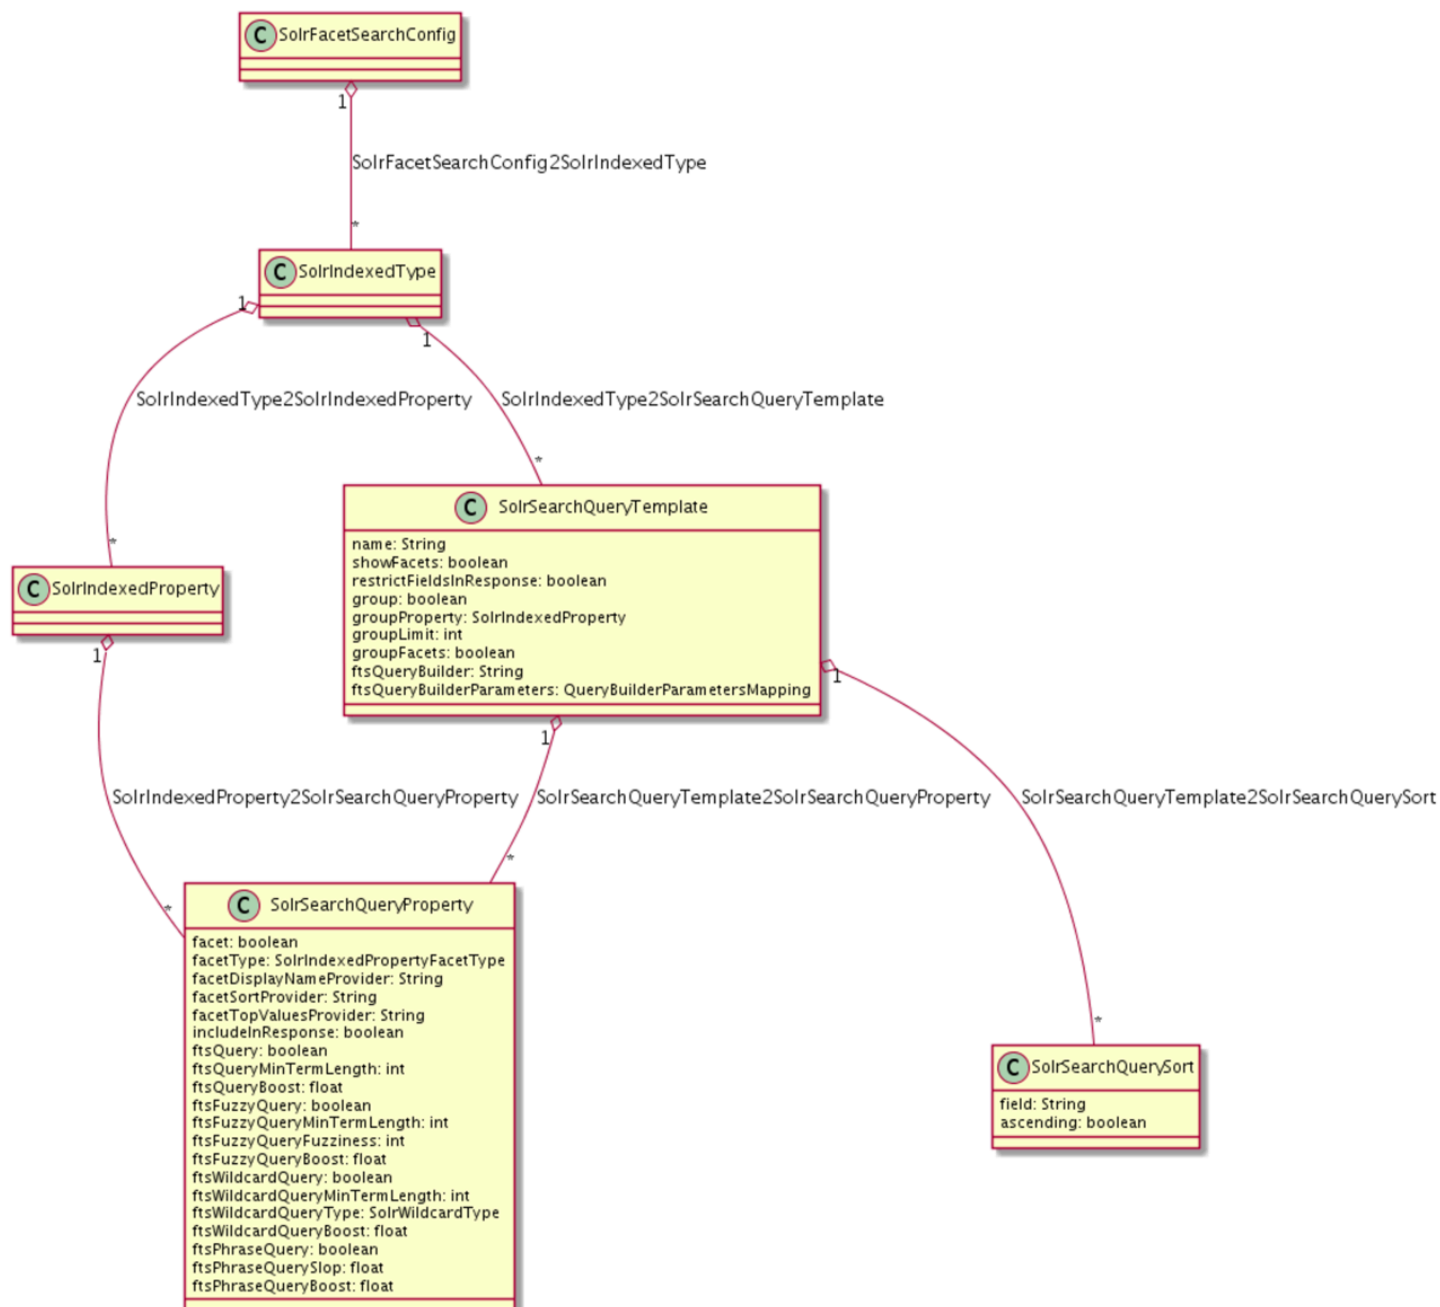 C SolrFacetSearchConfig
1
SolrFacetSearchConfig2SolrIndexedType
*
C SolrIndexedType
1
1
SolrIndexedType2SolrIndexedProperty
SolrIndexedType2SolrSearchQueryTemplate
*
C SolrSearchQueryTemplate
name: String
showFacets: boolean
restrictFieldsInResponse: boolean
group: boolean
groupProperty: SolrIndexedProperty
groupLimit: int
groupFacets: boolean
ftsQueryBuilder: String
ftsQueryBuilderParameters: QueryBuilderParametersMapping
*
C SolrIndexedProperty
1
1
1
SolrIndexedProperty2SolrSearchQueryProperty
SolrSearchQueryTemplate2SolrSearchQueryProperty
SolrSearchQueryTemplate2SolrSearchQuerySort
*
*
C SolrSearchQueryProperty
facet: boolean
facetType: SolrIndexedPropertyFacetType
facetDisplayNameProvider: String
facetSortProvider: String
facetTopValuesProvider: String
includeInResponse: boolean
ftsQuery: boolean
ftsQueryMinTermLength: int
ftsQueryBoost: float
ftsFuzzyQuery: boolean
ftsFuzzyQueryMinTermLength: int
ftsFuzzyQueryFuzziness: int
ftsFuzzyQueryBoost: float
ftsWildcardQuery: boolean
ftsWildcardQueryMinTermLength: int
ftsWildcardQueryType: SolrWildcardType
ftsWildcardQueryBoost: float
ftsPhraseQuery: boolean
ftsPhraseQuerySlop: float
ftsPhraseQueryBoost: float
*
C SolrSearchQuerySort
field: String
ascending: boolean